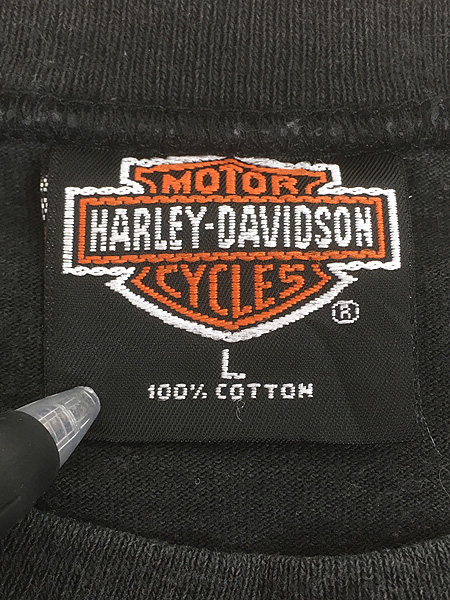 MOTOR
HARLEY-DAVIDSON
CYCLES
®
L
100% COTTON